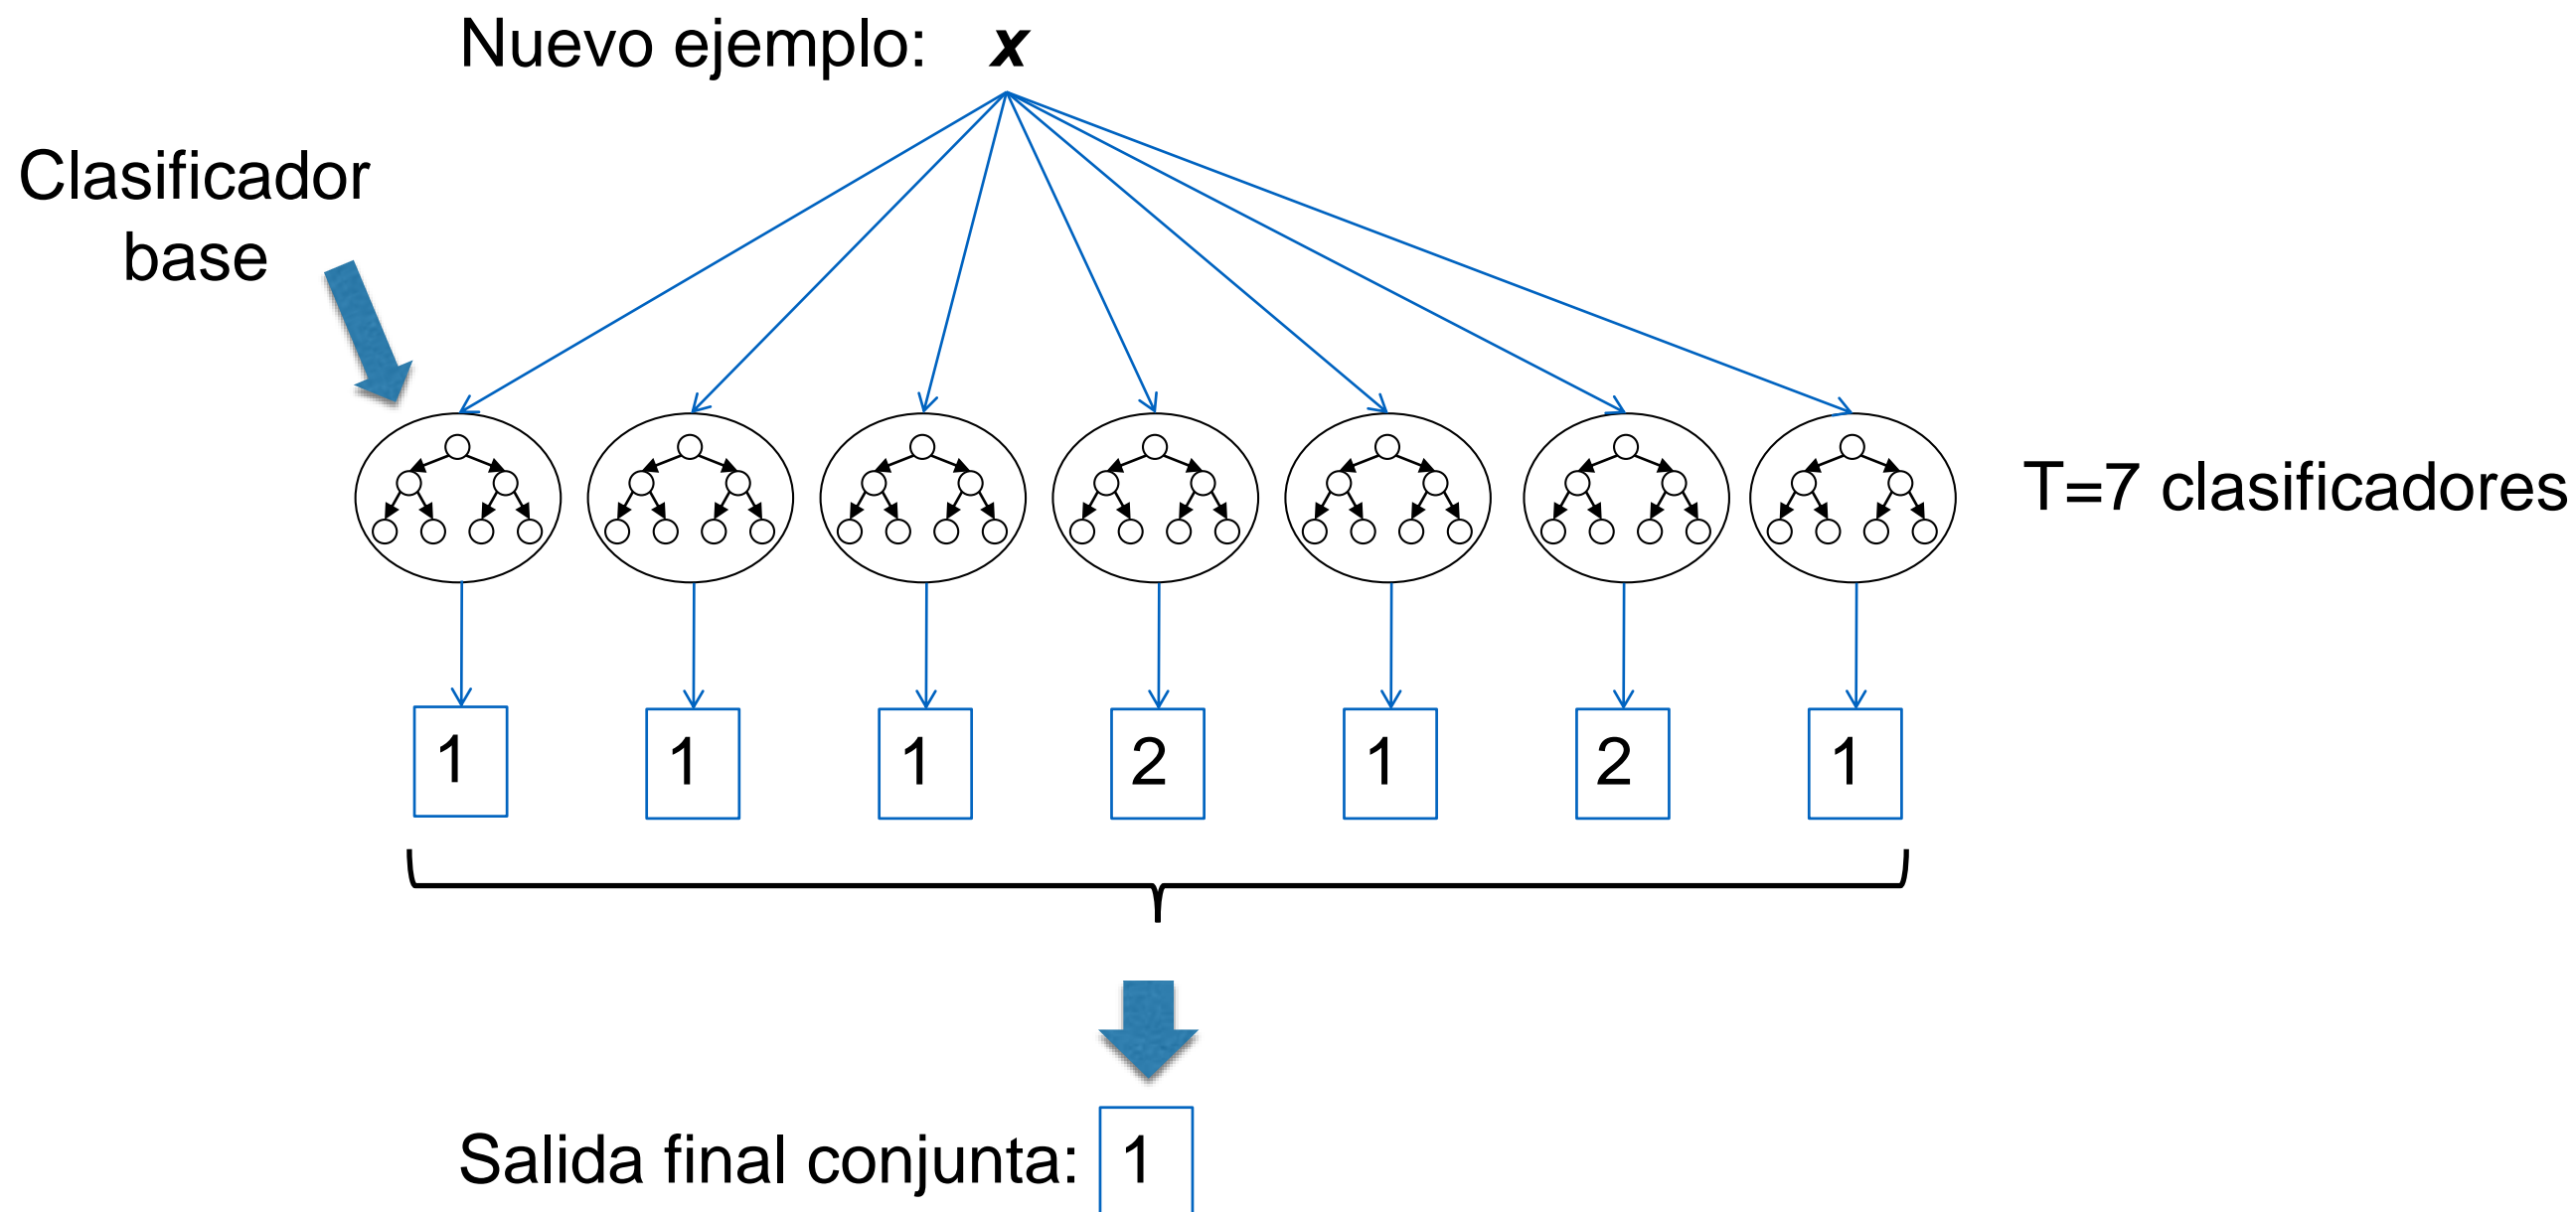 Nuevo ejemplo: x
Clasificador
base
T=7 clasificadores
1 1 1 2 1 2 1
Salida final conjunta: 1